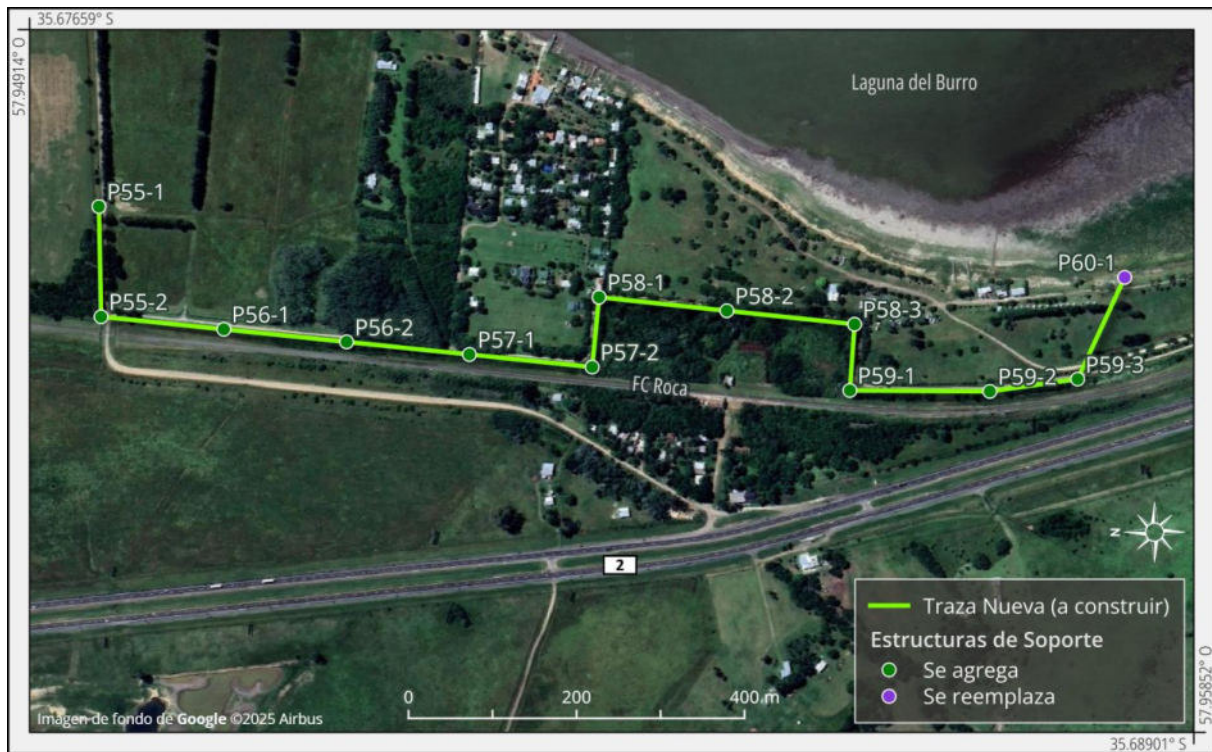 35.67659° S
57.94914° O
Laguna del Burro
P55-1
P60-1
P58-1
P58-2
P58-3
P55-2
P56-1
P56-2
P57-1
P57-2
P59-3
P59-2
P59-1
FC Roca
N
2
Traza Nueva (a construir)
Estructuras de Soporte
Se agrega
Se reemplaza
0 200 400 m
Imagen de fondo de Google ©2025 Airbus
57.95852° O
35.68901° S